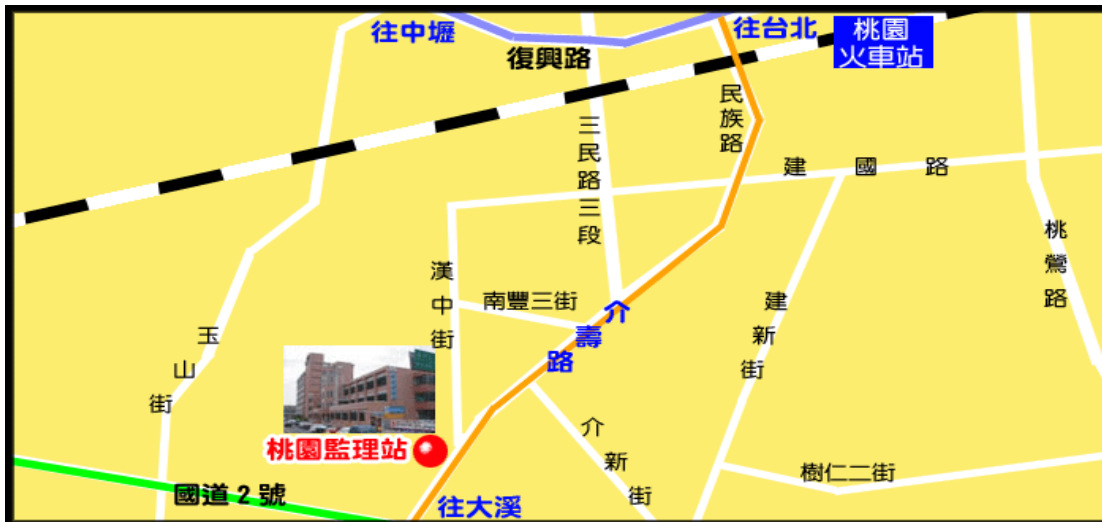 往中壢
往台北
桃園
火車站
復興路
民族路
三民路三段
建國路
桃鶯路
漢中街
南豐三街
介壽路
建新街
玉山街
桃園監理站
介新街
樹仁二街
國道2號
往大溪